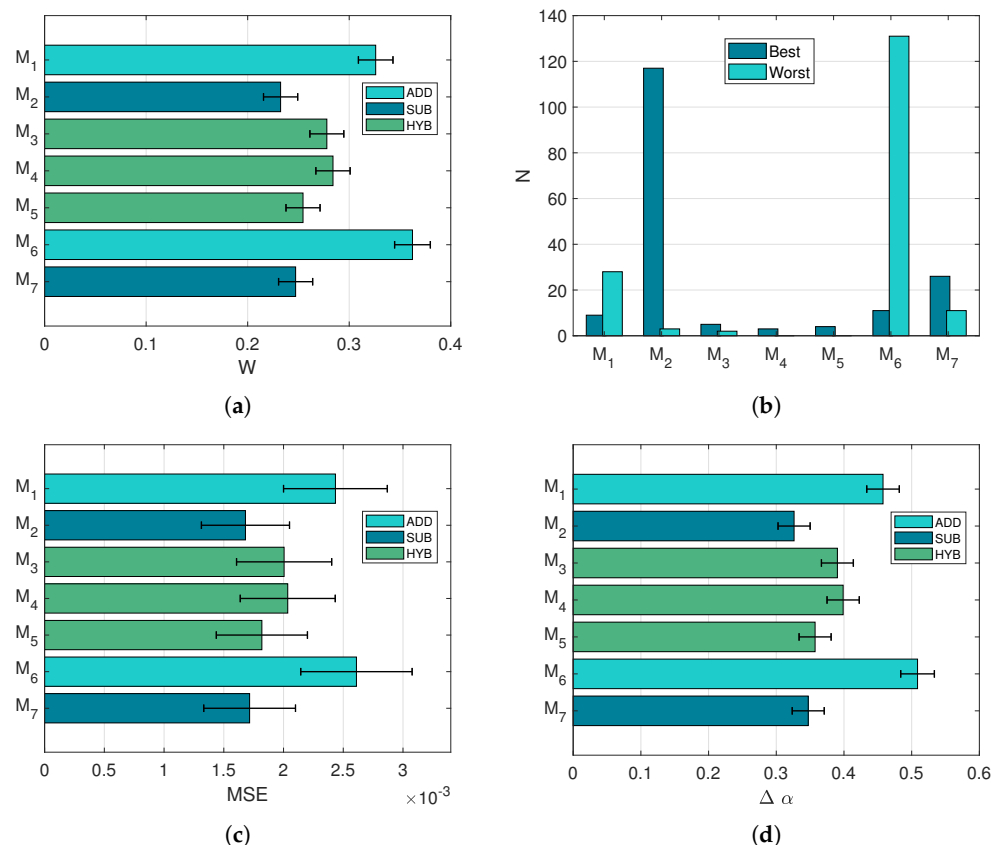 M1
M2
M3
M4
M5
M6
M7
ADD
SUB
HYB
0 0.1 0.2 0.3 0.4
W
(a)
140
120
100
80
60
40
20
0
N
Best
Worst
M1 M2 M3 M4 M5 M6 M7
(b)
M1
M2
M3
M4
M5
M6
M7
ADD
SUB
HYB
0 0.5 1 1.5 2 2.5 3
MSE ×10-3
(c)
M1
M2
M3
M4
M5
M6
M7
ADD
SUB
HYB
0 0.1 0.2 0.3 0.4 0.5 0.6
Δ α
(d)